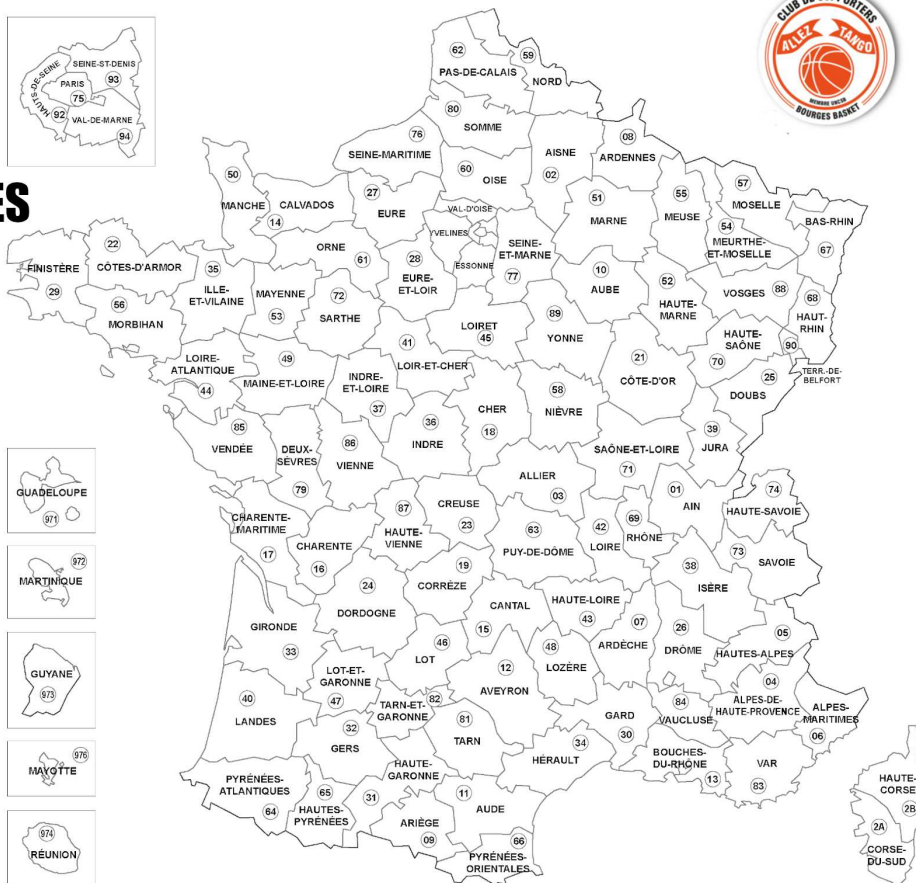 CLUB DE SUPPORTERS
ALLEZ TANGO
MEMBRE UNCSB
BOURGES BASKET
ES
HAUTS-DE-SEINE
92
SEINE-ST-DENIS
93
PARIS
75
VAL-DE-MARNE
94
62
PAS-DE-CALAIS
59
NORD
80
SOMME
76
SEINE-MARITIME
60
OISE
AISNE
02
08
ARDENNES
50
MANCHE
CALVADOS
14
27
EURE
VAL-D'OISE
YVELINES
ESSONNE
SEINE-
ET-MARNE
77
51
MARNE
55
MEUSE
57
MOSELLE
54
MEURTHE-
ET-MOSELLE
BAS-RHIN
67
FINISTÈRE
29
22
CÔTES-D'ARMOR
56
MORBIHAN
35
ILLE-
ET-VILAINE
ORNE
61
MAYENNE
53
72
SARTHE
28
EURE-
ET-LOIR
10
AUBE
52
HAUTE-
MARNE
VOSGES
88
68
HAUT-
RHIN
LOIRE-
ATLANTIQUE
44
49
MAINE-ET-LOIRE
INDRE-
ET-LOIRE
37
41
LOIR-ET-CHER
LOIRET
45
89
YONNE
21
CÔTE-D'OR
HAUTE-
SAÔNE
70
90
TERR.-DE-
BELFORT
25
DOUBS
85
VENDÉE
DEUX-
SÈVRES
79
86
VIENNE
36
INDRE
CHER
18
58
NIÈVRE
SAÔNE-ET-LOIRE
71
39
JURA
GUADELOUPE
971
CHARENTE-
MARITIME
17
CHARENTE
16
87
HAUTE-
VIENNE
CREUSE
23
ALLIER
03
63
PUY-DE-DÔME
42
LOIRE
69
RHÔNE
01
AIN
74
HAUTE-SAVOIE
73
SAVOIE
972
MARTINIQUE
24
DORDOGNE
19
CORRÈZE
CANTAL
15
HAUTE-LOIRE
43
07
ARDÈCHE
38
ISÈRE
26
DRÔME
05
HAUTES-ALPES
GUYANE
973
GIRONDE
33
LOT-ET-
GARONNE
47
46
LOT
12
AVEYRON
48
LOZÈRE
GARD
30
84
VAUCLUSE
04
ALPES-DE-
HAUTE-PROVENCE
ALPES-
MARITIMES
06
40
LANDES
32
GERS
82
TARN-ET-
GARONNE
81
TARN
34
HÉRAULT
BOUCHES-
DU-RHÔNE
13
VAR
83
976
MAYOTTE
PYRÉNÉES-
ATLANTIQUES
64
65
HAUTES-
PYRÉNÉES
HAUTE-
GARONNE
31
ARIÈGE
09
11
AUDE
66
PYRÉNÉES-
ORIENTALES
HAUTE-
CORSE
2B
2A
CORSE-
DU-SUD
974
RÉUNION